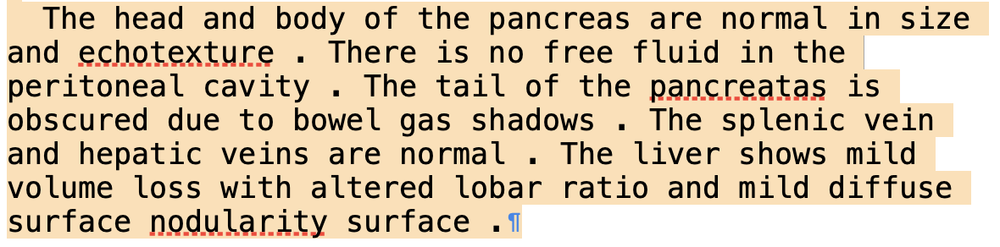 The head and body of the pancreas are normal in size
and echotexture . There is no free fluid in the
peritoneal cavity . The tail of the pancreatas is
obscured due to bowel gas shadows . The splenic vein
and hepatic veins are normal . The liver shows mild
volume loss with altered lobar ratio and mild diffuse
surface nodularity surface .¶